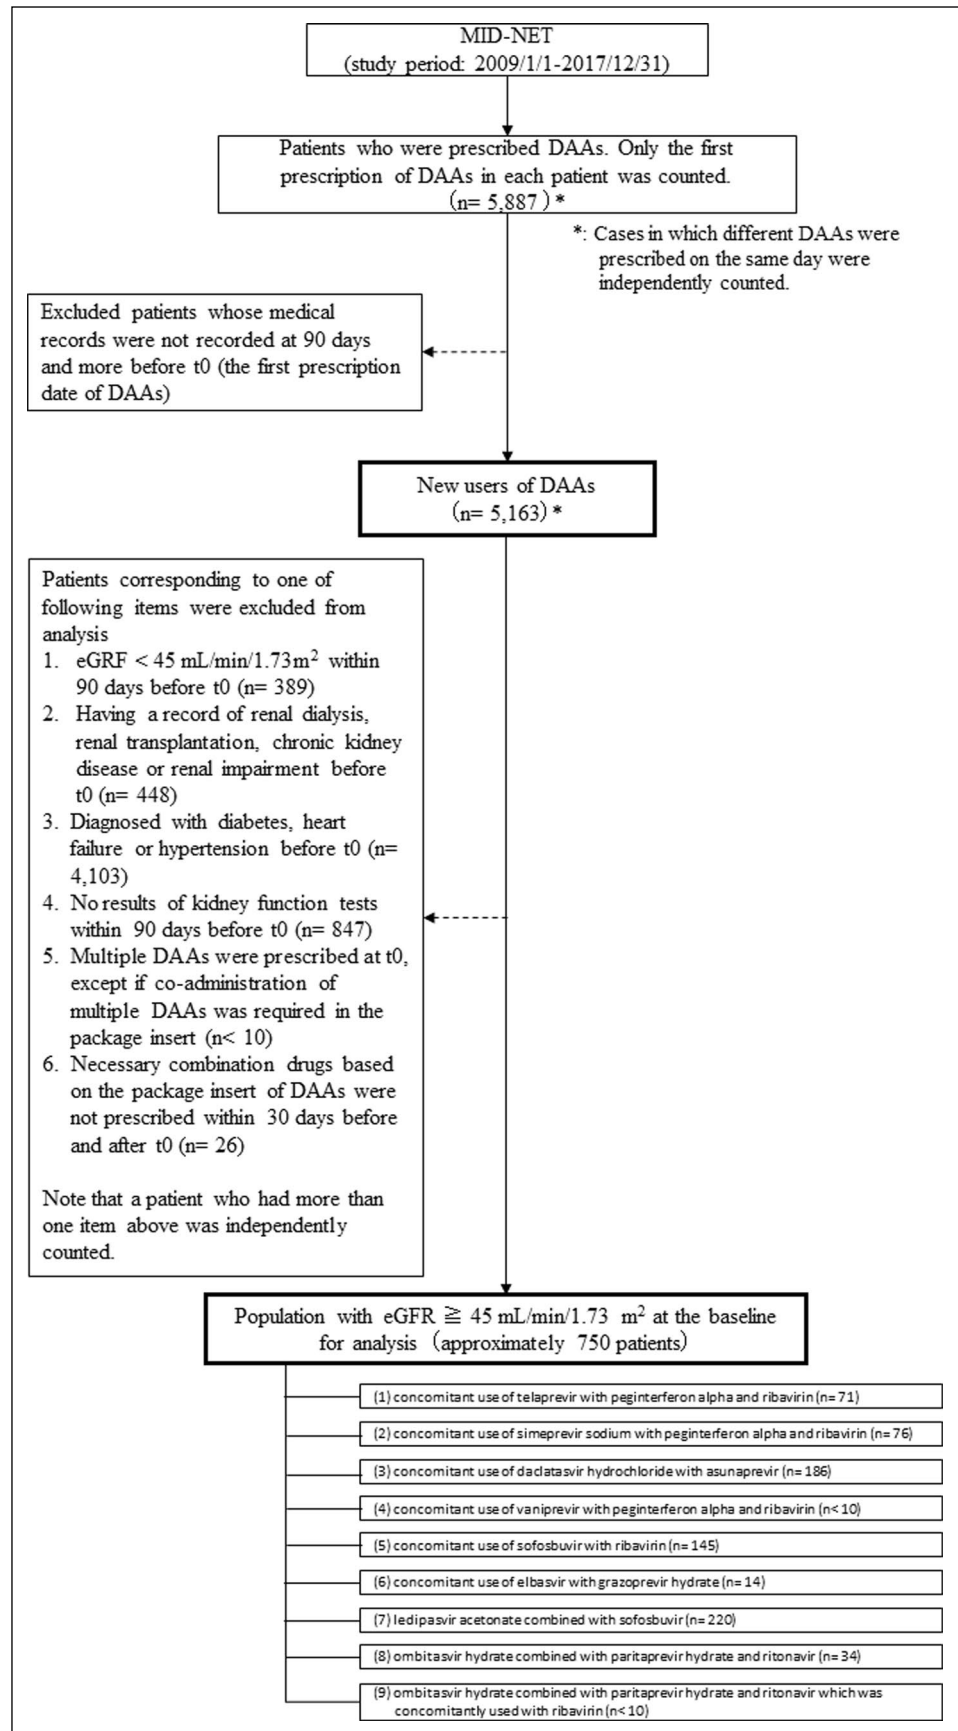 MID-NET
(study period: 2009/1/1-2017/12/31)
Patients who were prescribed DAAs. Only the first
prescription of DAAs in each patient was counted.
(n= 5,887)*
*: Cases in which different DAAs were
prescribed on the same day were
independently counted.
Excluded patients whose medical
records were not recorded at 90 days
and more before t0 (the first prescription
date of DAAs)
New users of DAAs
(n= 5,163)*
Patients corresponding to one of
following items were excluded from
analysis
1. eGRF < 45 mL/min/1.73m² within
90 days before t0 (n= 389)
2. Having a record of renal dialysis,
renal transplantation, chronic kidney
disease or renal impairment before
t0 (n= 448)
3. Diagnosed with diabetes, heart
failure or hypertension before t0 (n=
4,103)
4. No results of kidney function tests
within 90 days before t0 (n= 847)
5. Multiple DAAs were prescribed at t0,
except if co-administration of
multiple DAAs was required in the
package insert (n< 10)
6. Necessary combination drugs based
on the package insert of DAAs were
not prescribed within 30 days before
and after t0 (n= 26)
Note that a patient who had more than
one item above was independently
counted.
Population with eGFR ≧ 45 mL/min/1.73 m² at the baseline
for analysis (approximately 750 patients)
(1) concomitant use of telaprevir with peginterferon alpha and ribavirin (n= 71)
(2) concomitant use of simeprevir sodium with peginterferon alpha and ribavirin (n= 76)
(3) concomitant use of daclatasvir hydrochloride with asunaprevir (n= 186)
(4) concomitant use of vaniprevir with peginterferon alpha and ribavirin (n< 10)
(5) concomitant use of sofosbuvir with ribavirin (n= 145)
(6) concomitant use of elbasvir with grazoprevir hydrate (n= 14)
(7) ledipasvir acetonate combined with sofosbuvir (n= 220)
(8) ombitasvir hydrate combined with paritaprevir hydrate and ritonavir (n= 34)
(9) ombitasvir hydrate combined with paritaprevir hydrate and ritonavir which was
concomitantly used with ribavirin (n< 10)